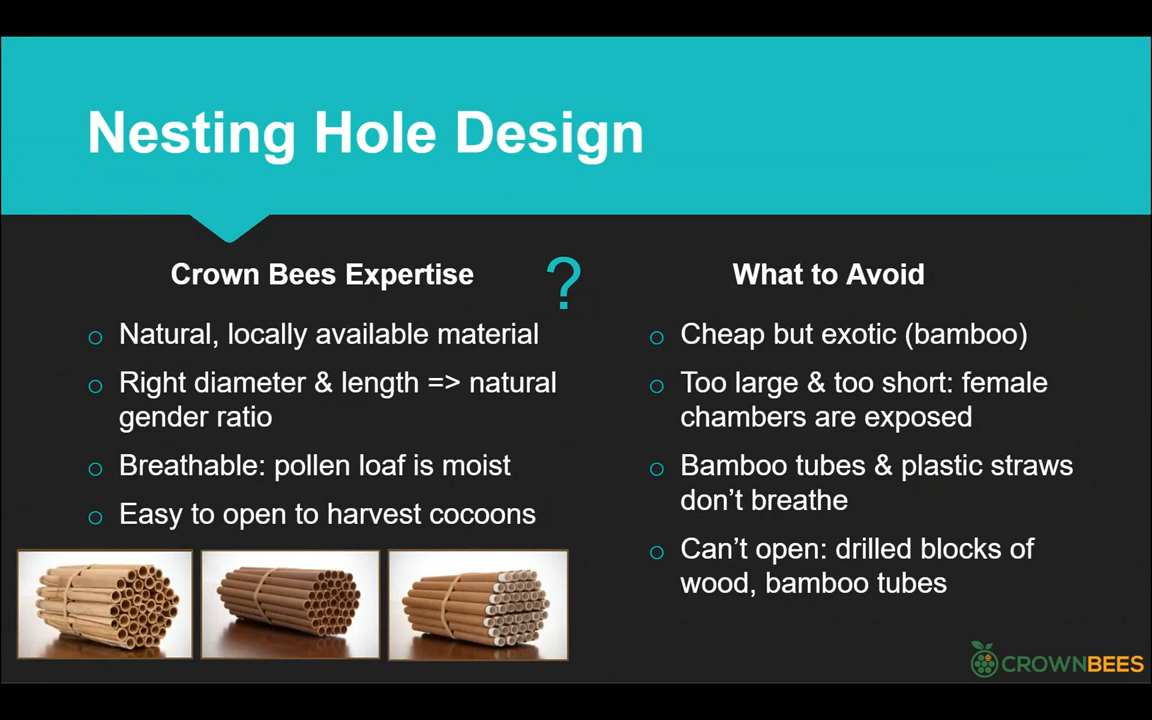 Nesting Hole Design
Crown Bees Expertise
?
What to Avoid
Natural, locally available material
Right diameter & length => natural
gender ratio
Breathable: pollen loaf is moist
Easy to open to harvest cocoons
Cheap but exotic (bamboo)
Too large & too short: female
chambers are exposed
Bamboo tubes & plastic straws
don’t breathe
Can’t open: drilled blocks of
wood, bamboo tubes
CROWNBEES